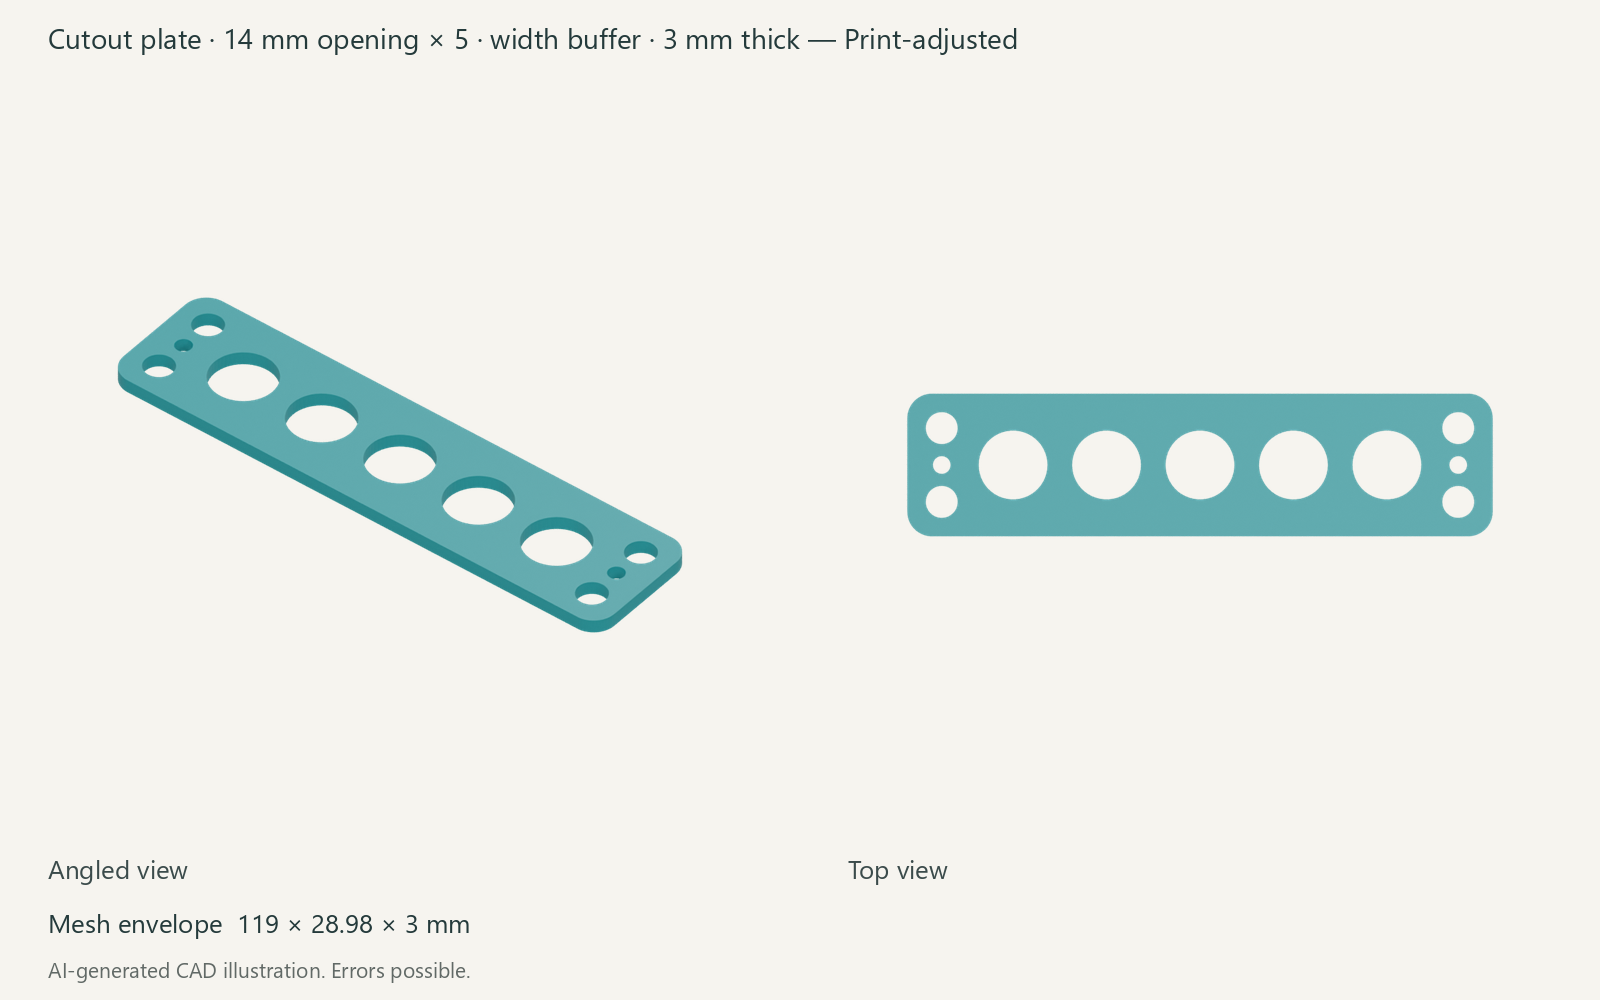 Cutout plate · 14 mm opening × 5 · width buffer · 3 mm thick — Print-adjusted
Angled view
Top view
Mesh envelope  119 × 28.98 × 3 mm
AI-generated CAD illustration. Errors possible.